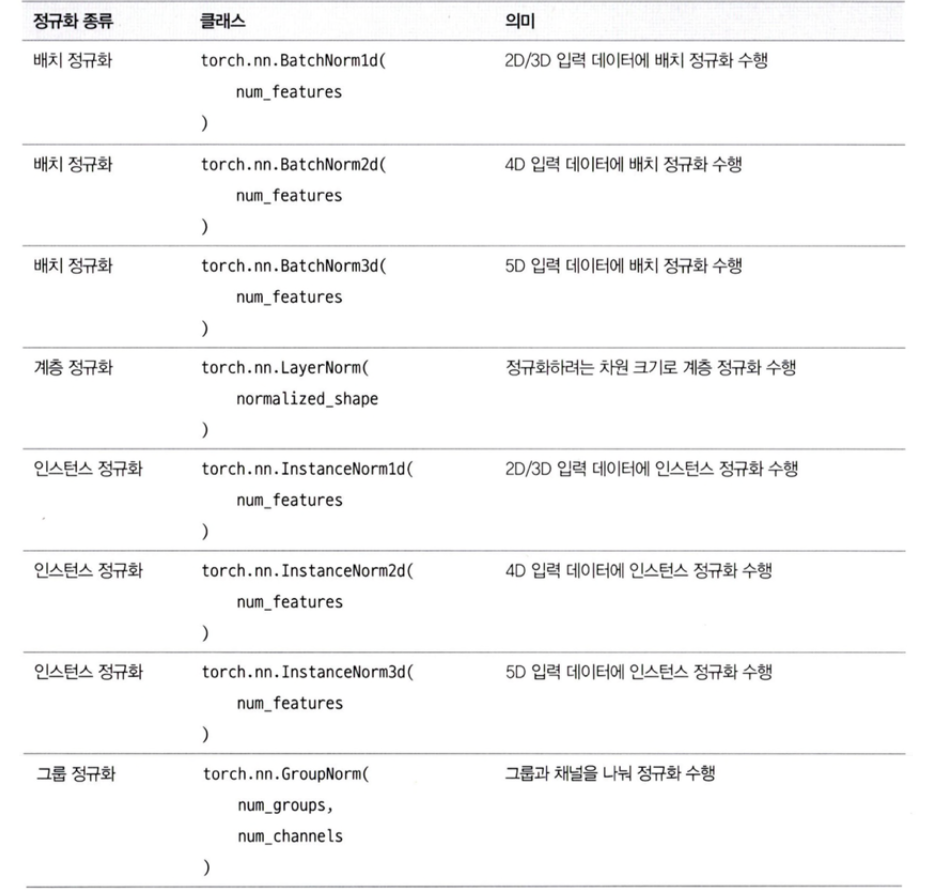 정규화 종류 클래스 의미
배치 정규화 torch.nn.BatchNorm1d( 2D/3D 입력 데이터에 배치 정규화 수행
num_features
)
배치 정규화 torch.nn.BatchNorm2d( 4D 입력 데이터에 배치 정규화 수행
num_features
)
배치 정규화 torch.nn.BatchNorm3d( 5D 입력 데이터에 배치 정규화 수행
num_features
)
계층 정규화 torch.nn.LayerNorm( 정규화하려는 차원 크기로 계층 정규화 수행
normalized_shape
)
인스턴스 정규화 torch.nn.InstanceNorm1d( 2D/3D 입력 데이터에 인스턴스 정규화 수행
num_features
)
인스턴스 정규화 torch.nn.InstanceNorm2d( 4D 입력 데이터에 인스턴스 정규화 수행
num_features
)
인스턴스 정규화 torch.nn.InstanceNorm3d( 5D 입력 데이터에 인스턴스 정규화 수행
num_features
)
그룹 정규화 torch.nn.GroupNorm( 그룹과 채널을 나눠 정규화 수행
num_groups,
num_channels
)